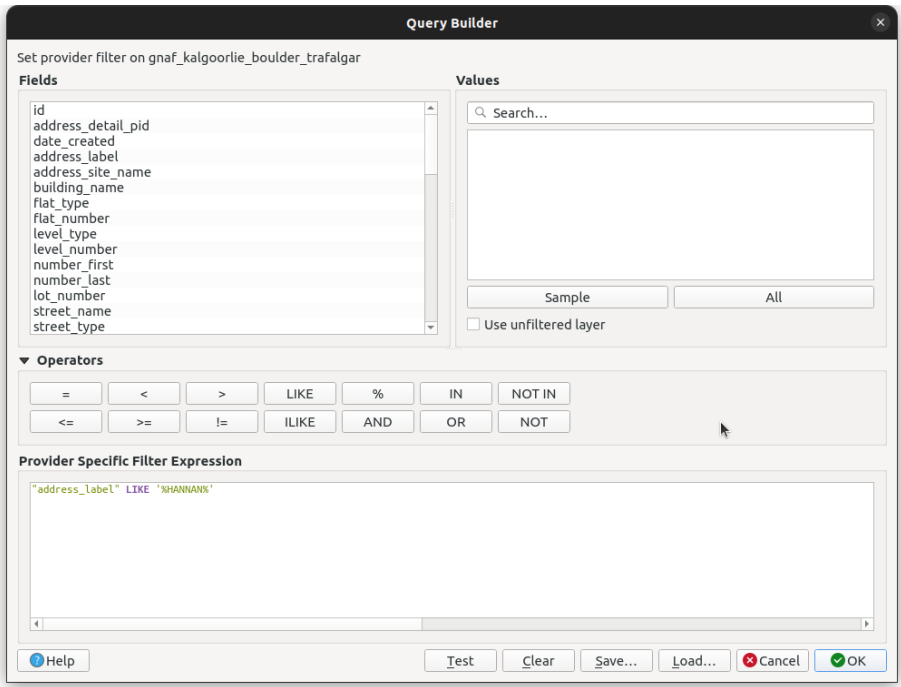 Query Builder
Set provider filter on gnaf_kalgoorlie_boulder_trafalgar
Fields
Values
id
address_detail_pid
date_created
address_label
address_site_name
building_name
flat_type
flat_number
level_type
level_number
number_first
number_last
lot_number
street_name
street_type
Search…
Sample All
Use unfiltered layer
Operators
= < > LIKE % IN NOT IN
<= >= != ILIKE AND OR NOT
Provider Specific Filter Expression
"address_label" LIKE '%HANNAN%'
Help Test Clear Save… Load… Cancel OK